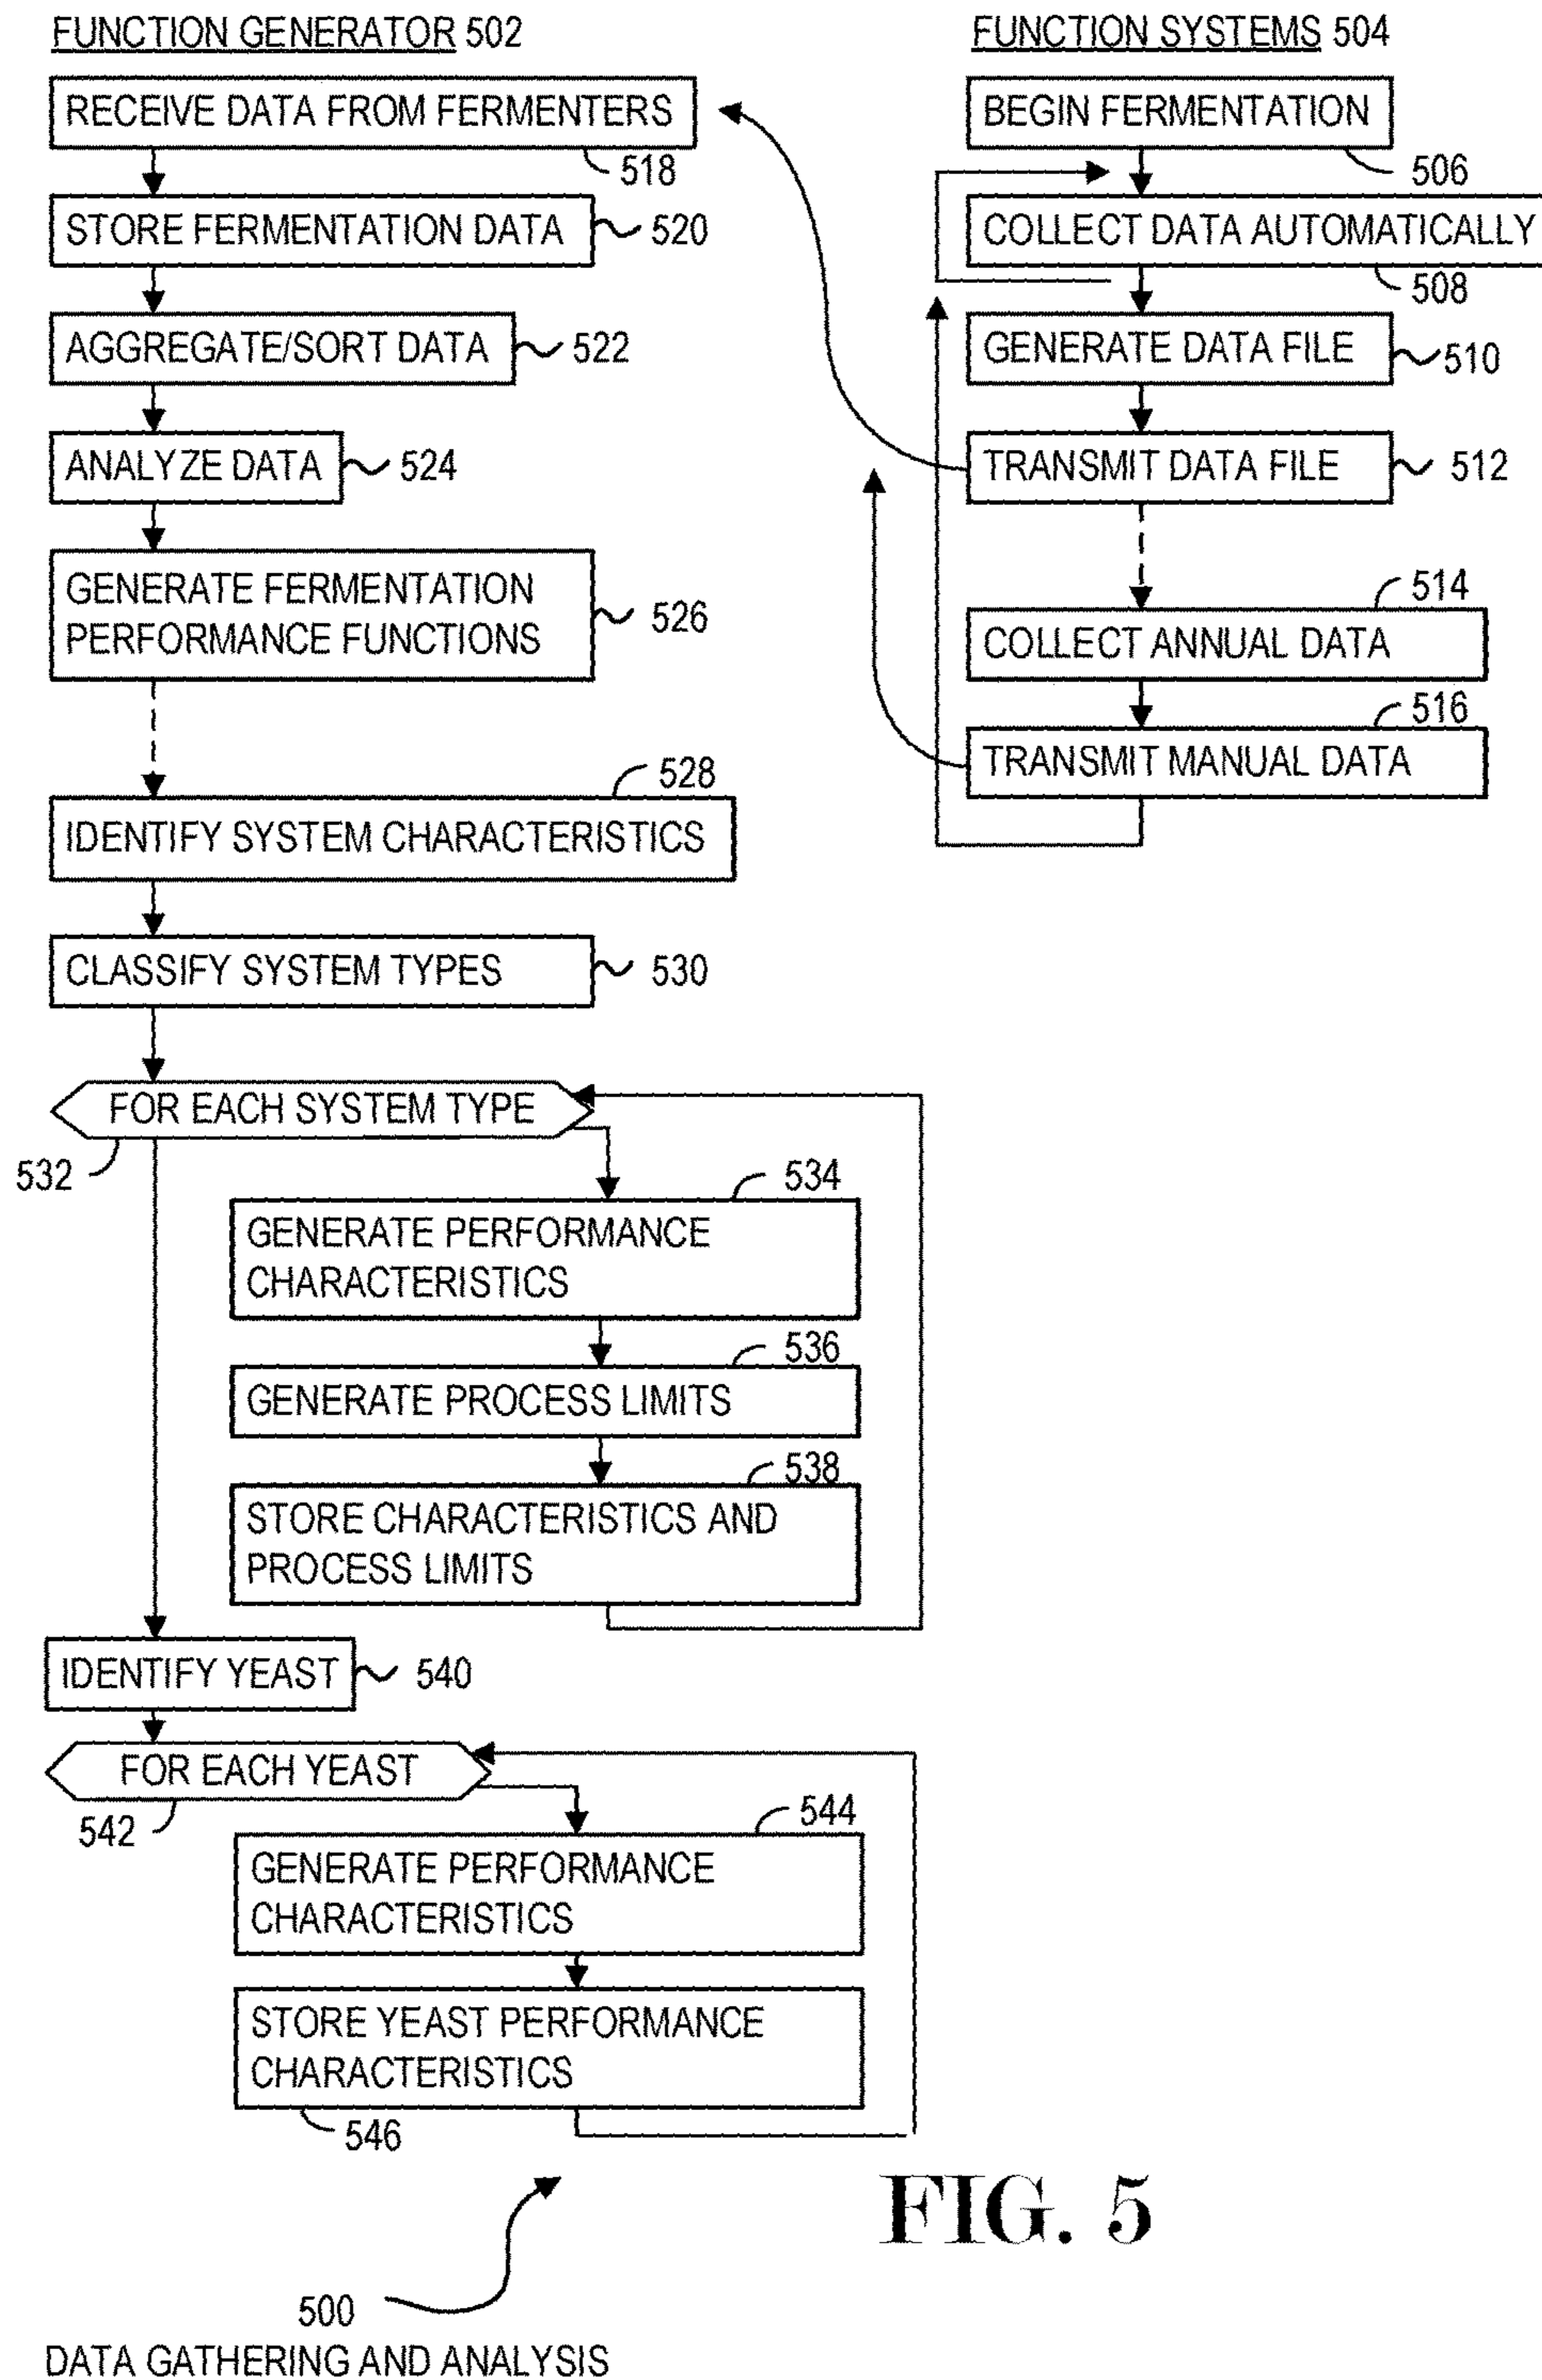 FUNCTION GENERATOR 502
RECEIVE DATA FROM FERMENTERS
518
STORE FERMENTATION DATA
520
AGGREGATE/SORT DATA
522
ANALYZE DATA
524
GENERATE FERMENTATION
PERFORMANCE FUNCTIONS
526
528
IDENTIFY SYSTEM CHARACTERISTICS
CLASSIFY SYSTEM TYPES
530
FOR EACH SYSTEM TYPE
532
534
GENERATE PERFORMANCE
CHARACTERISTICS
536
GENERATE PROCESS LIMITS
538
STORE CHARACTERISTICS AND
PROCESS LIMITS
IDENTIFY YEAST
540
FOR EACH YEAST
542
544
GENERATE PERFORMANCE
CHARACTERISTICS
STORE YEAST PERFORMANCE
CHARACTERISTICS
546
FUNCTION SYSTEMS 504
BEGIN FERMENTATION
506
COLLECT DATA AUTOMATICALLY
508
GENERATE DATA FILE
510
TRANSMIT DATA FILE
512
514
COLLECT ANNUAL DATA
516
TRANSMIT MANUAL DATA
FIG. 5
500
DATA GATHERING AND ANALYSIS